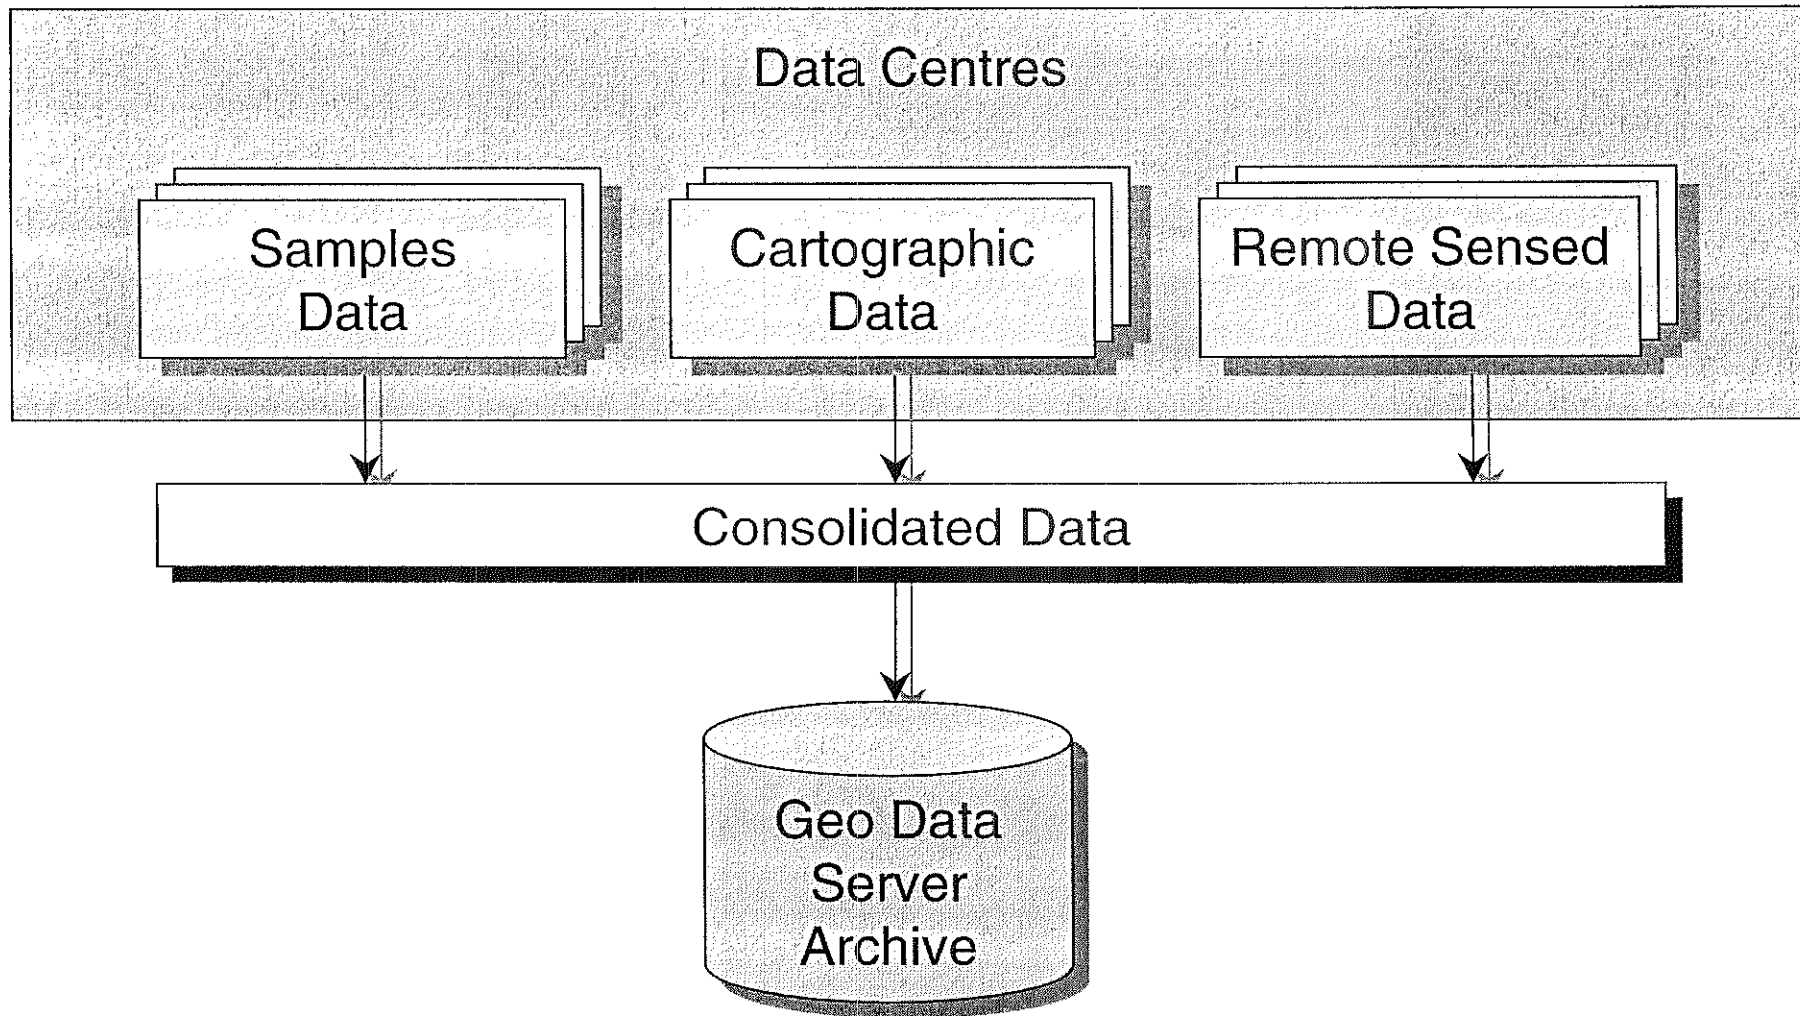 Data Centres
Samples
Data
Cartographic
Data
Remote Sensed
Data
Consolidated Data
Geo Data
Server
Archive